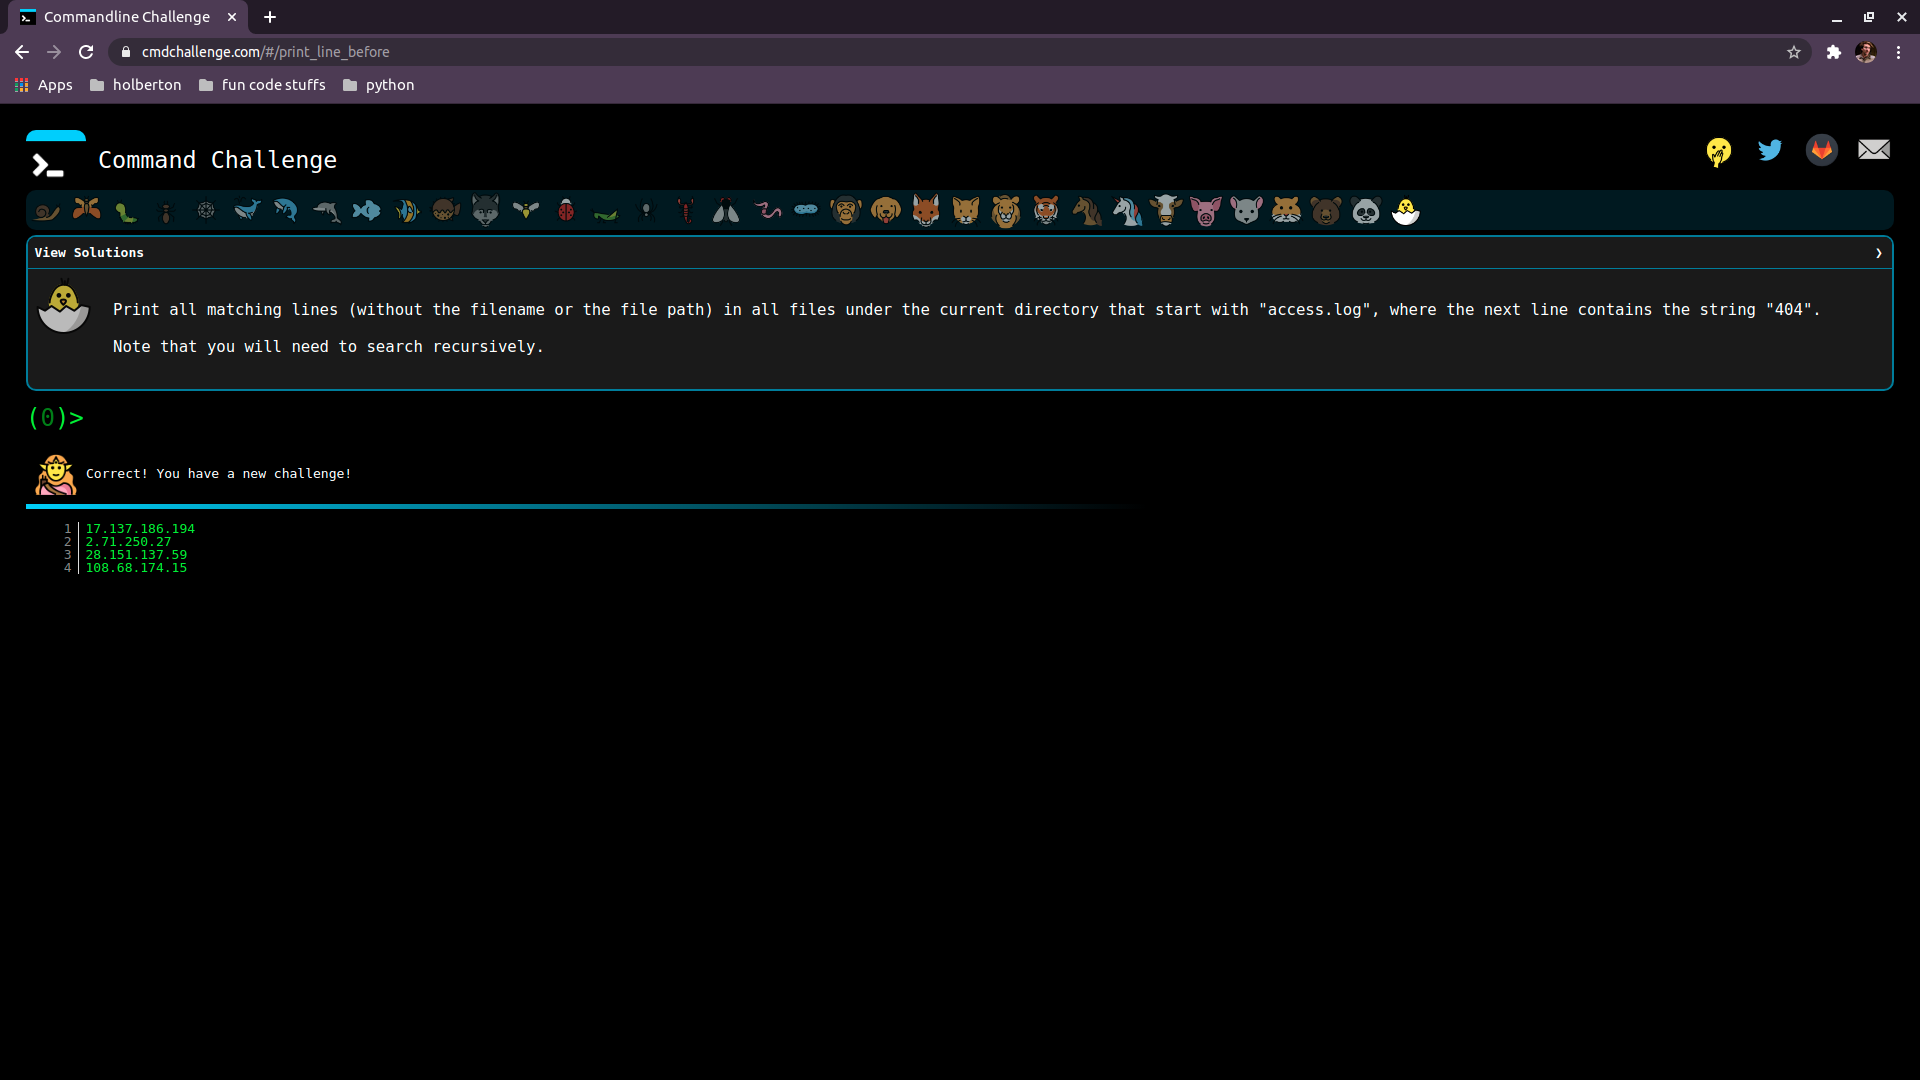 Commandline Challenge
cmdchallenge.com/#/print_line_before
Apps holberton fun code stuffs python
Command Challenge
View Solutions
Print all matching lines (without the filename or the file path) in all files under the current directory that start with "access.log", where the next line contains the string "404".
Note that you will need to search recursively.
(0)>
Correct! You have a new challenge!
1 17.137.186.194
2 2.71.250.27
3 28.151.137.59
4 108.68.174.15